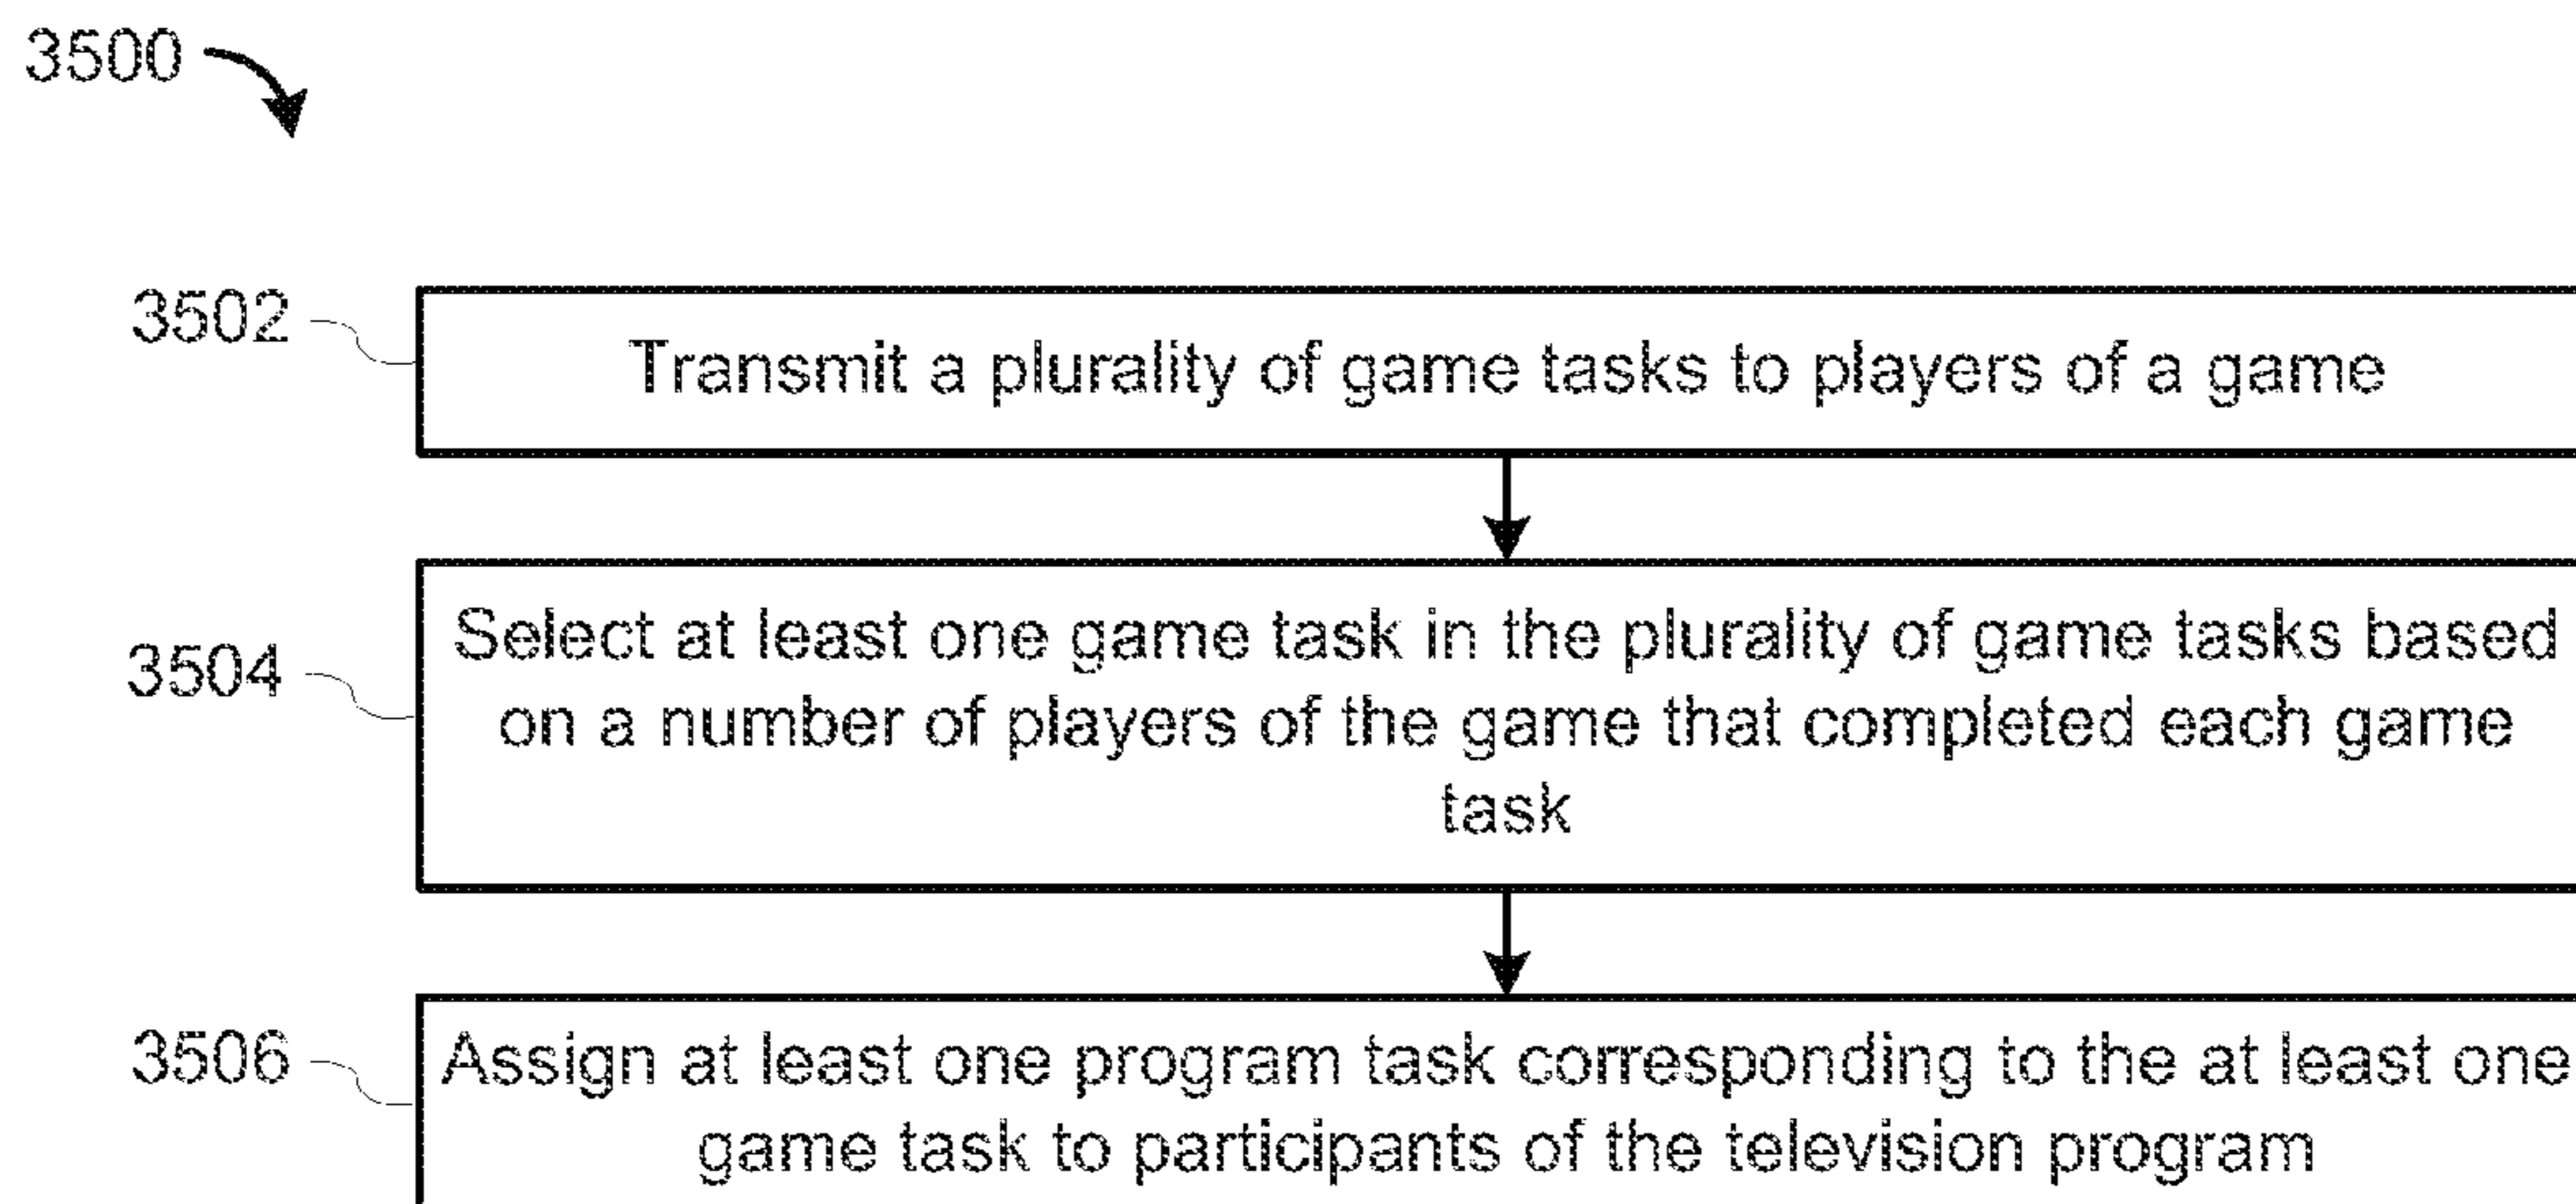 3500
3502
Transmit a plurality of game tasks to players of a game
3504
Select at least one game task in the plurality of game tasks based
on a number of players of the game that completed each game
task
3506
Assign at least one program task corresponding to the at least one
game task to participants of the television program